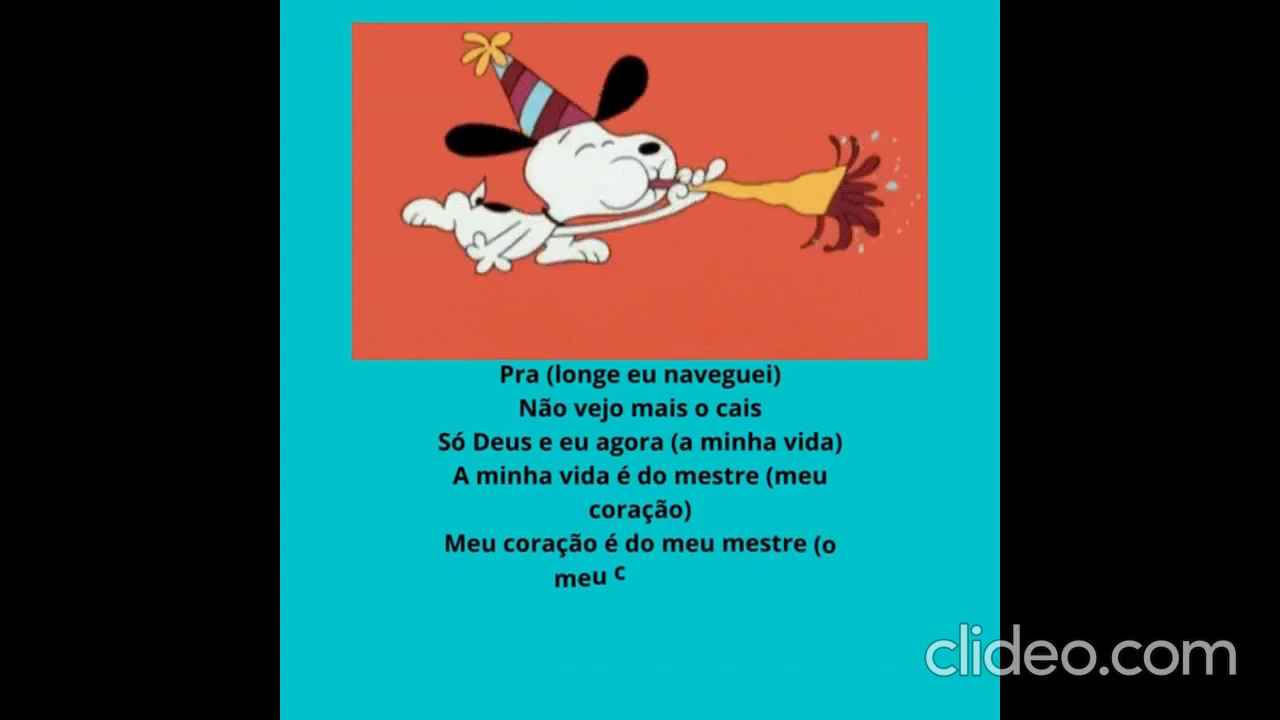 Pra (longe eu naveguei)
Não vejo mais o cais
Só Deus e eu agora (a minha vida)
A minha vida é do mestre (meu
coração)
Meu coração é do meu mestre (o
meu c
clideo.com